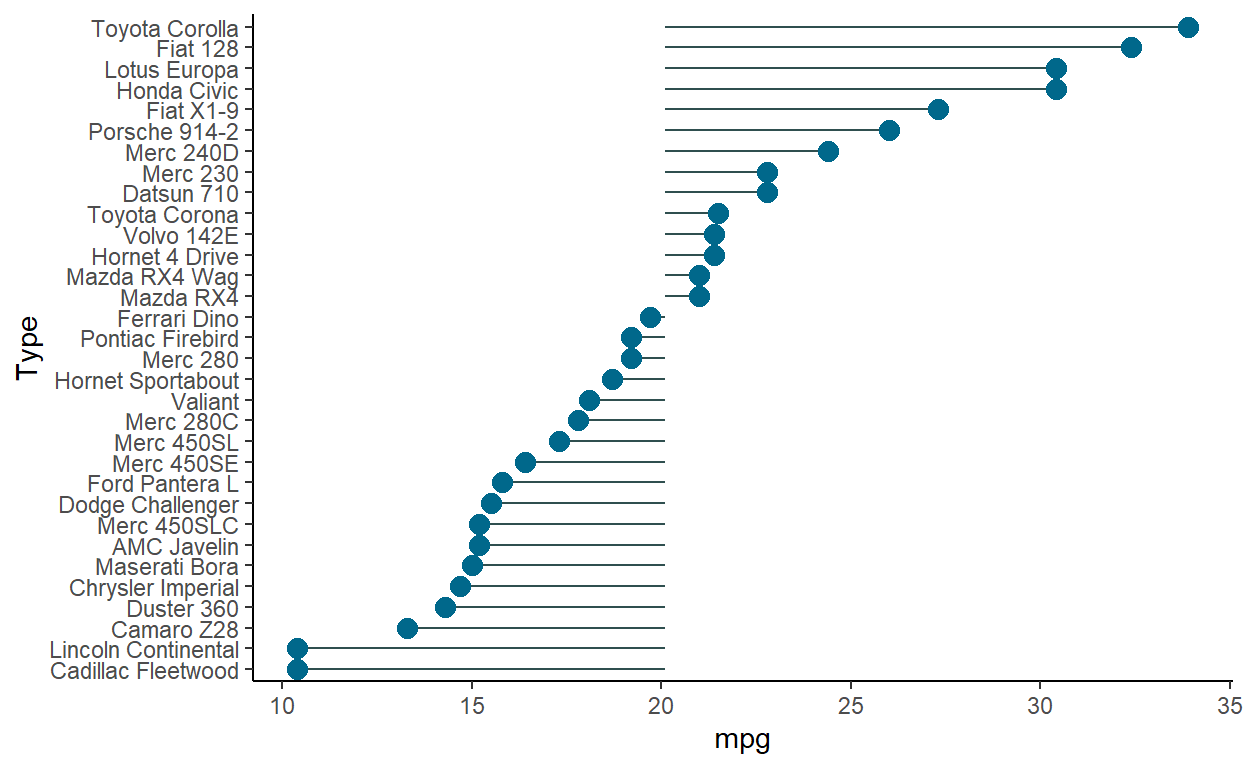 Toyota Corolla
Fiat 128
Lotus Europa
Honda Civic
Fiat X1-9
Porsche 914-2
Merc 240D
Merc 230
Datsun 710
Toyota Corona
Volvo 142E
Hornet 4 Drive
Mazda RX4 Wag
Mazda RX4
Ferrari Dino
Pontiac Firebird
Merc 280
Hornet Sportabout
Valiant
Merc 280C
Merc 450SL
Merc 450SE
Ford Pantera L
Dodge Challenger
Merc 450SLC
AMC Javelin
Maserati Bora
Chrysler Imperial
Duster 360
Camaro Z28
Lincoln Continental
Cadillac Fleetwood
Type
10 15 20 25 30 35
mpg